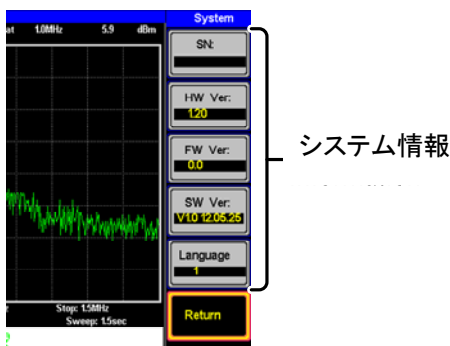 System
at 1.0MHz 5.9 dBm
SN:
HW Ver:
1.20
FW Ver:
0.0
SW Ver:
V1.0 12.05.25
Language
1
Return
システム情報
Stop: 1.5MHz
Sweep: 1.5sec